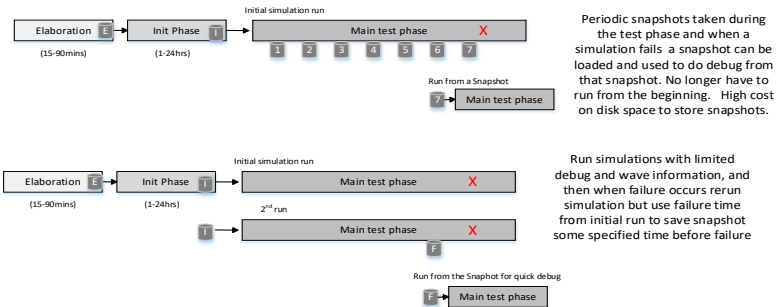 Initial simulation run
Elaboration E
Init Phase I
Main test phase X
(15-90mins)
(1-24hrs)
1 2 3 4 5 6 7
Run from a Snapshot
7 Main test phase
Periodic snapshots taken during
the test phase and when a
simulation fails a snapshot can be
loaded and used to do debug from
that snapshot. No longer have to
run from the beginning. High cost
on disk space to store snapshots.
Initial simulation run
Elaboration E
Init Phase I
Main test phase X
(15-90mins)
(1-24hrs)
2nd run
I Main test phase X
F
Run from the Snaphot for quick debug
F Main test phase
Run simulations with limited
debug and wave information, and
then when failure occurs rerun
simulation but use failure time
from initial run to save snapshot
some specified time before failure